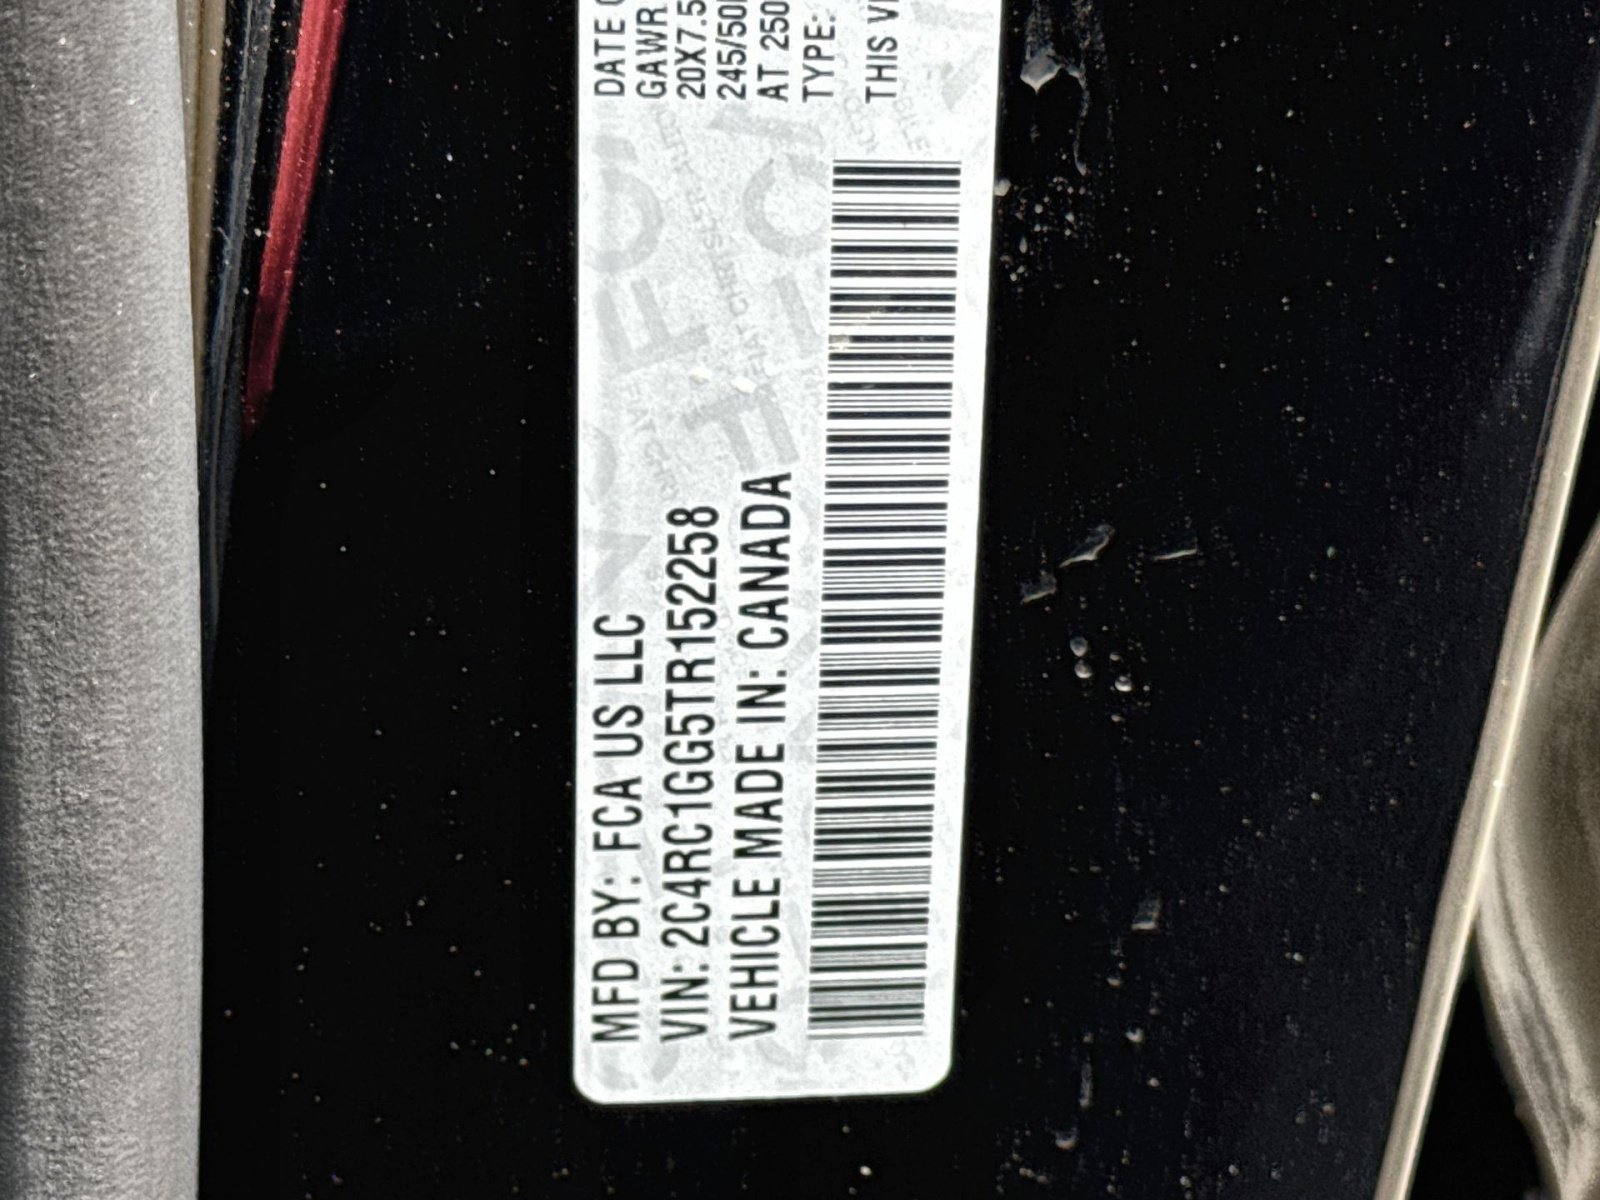 MFD BY: FCA US LLC
VIN: 2C4RC1GG5TR152258
VEHICLE MADE IN: CANADA
DATE
GAWR
20X7.5
245/50
AT 250
TYPE:
THIS